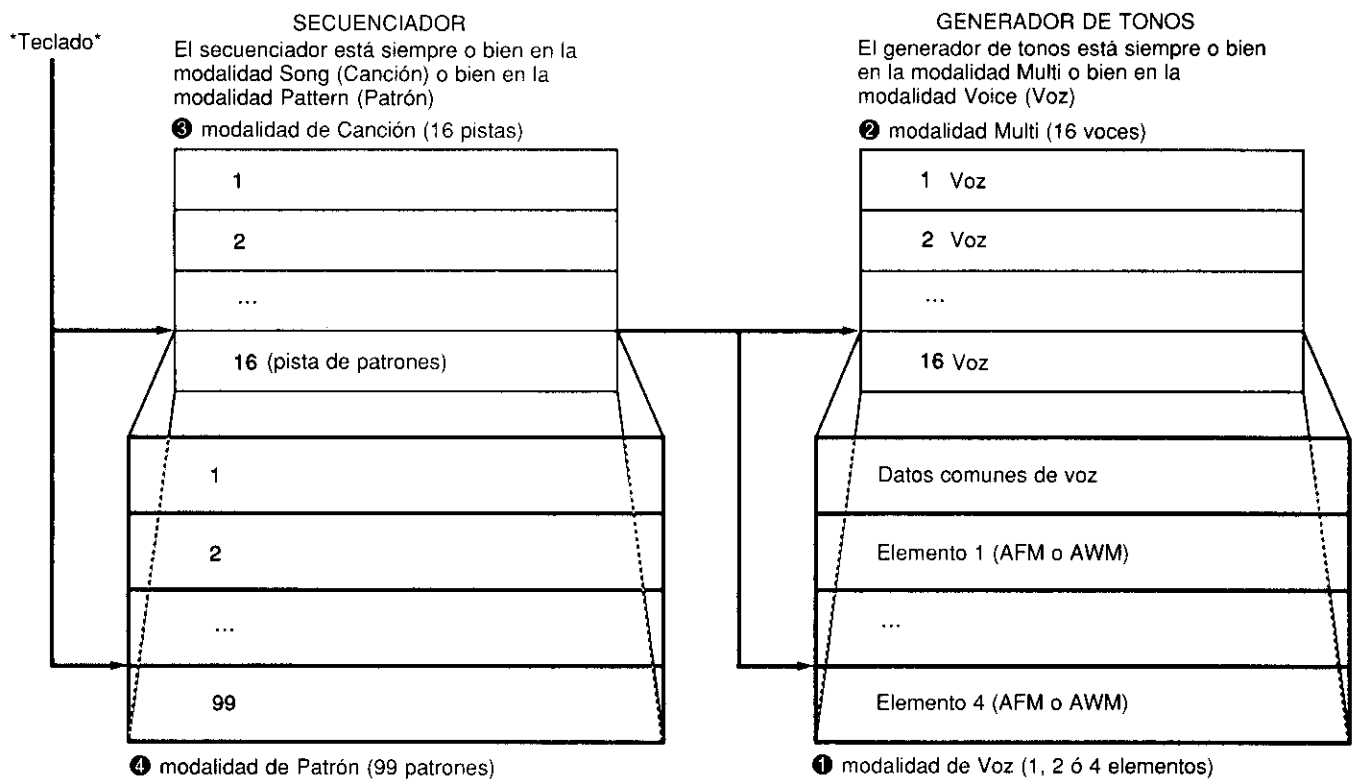 *Teclado*
SECUENCIADOR
El secuenciador está siempre o bien en la
modalidad Song (Canción) o bien en la
modalidad Pattern (Patrón)
❸ modalidad de Canción (16 pistas)
1
2
...
16 (pista de patrones)
1
2
...
99
❹ modalidad de Patrón (99 patrones)
GENERADOR DE TONOS
El generador de tonos está siempre o bien
en la modalidad Multi o bien en la
modalidad Voice (Voz)
❷ modalidad Multi (16 voces)
1 Voz
2 Voz
...
16 Voz
Datos comunes de voz
Elemento 1 (AFM o AWM)
...
Elemento 4 (AFM o AWM)
❶ modalidad de Voz (1, 2 ó 4 elementos)